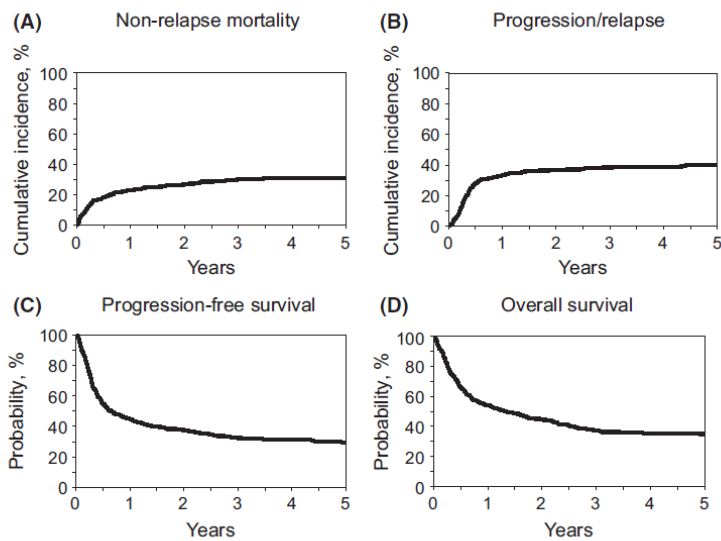 (A) Non-relapse mortality
Cumulative incidence, %
100
80
60
40
20
0
0 1 2 3 4 5
Years
(B) Progression/relapse
Cumulative incidence, %
100
80
60
40
20
0
0 1 2 3 4 5
Years
(C) Progression-free survival
Probability, %
100
80
60
40
20
0
0 1 2 3 4 5
Years
(D) Overall survival
Probability, %
100
80
60
40
20
0
0 1 2 3 4 5
Years